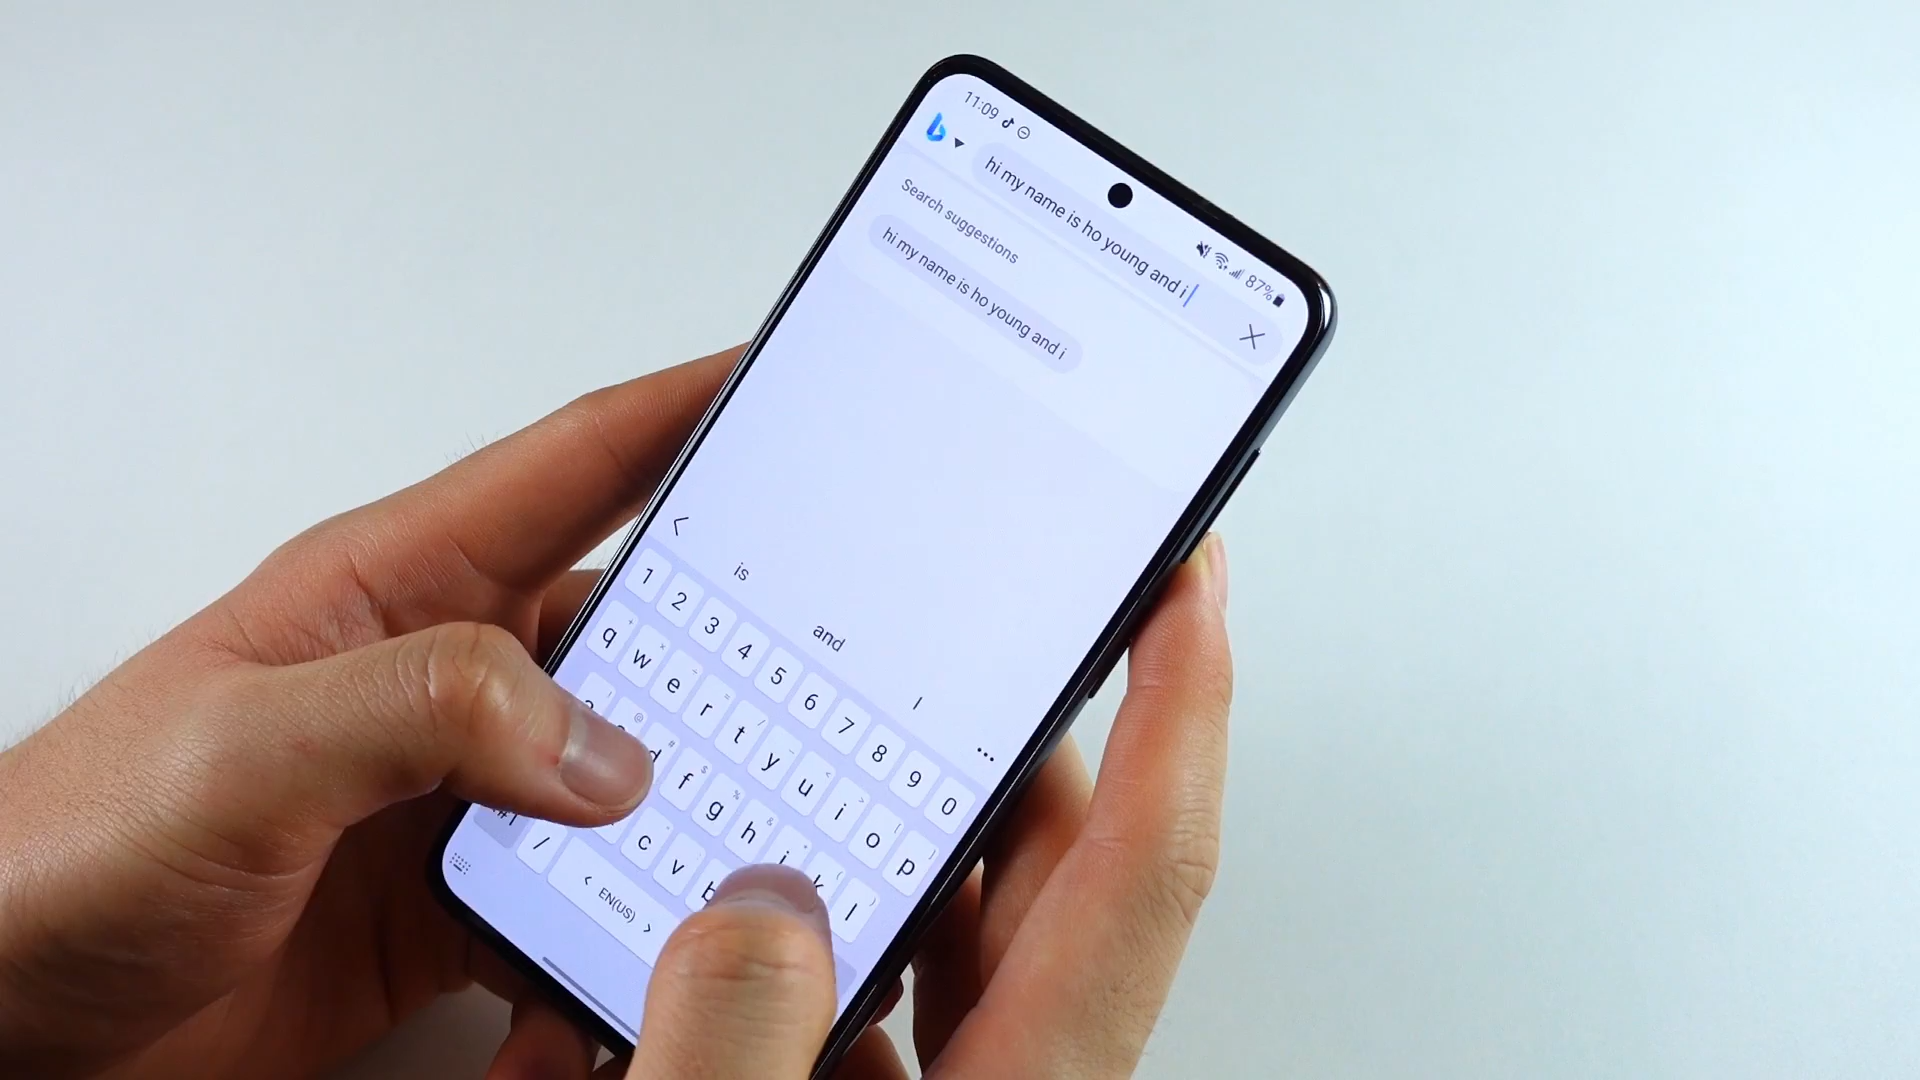 11:09
87%
hi my name is ho young and i
Search suggestions
hi my name is ho young and i
is and I
1 2 3 4 5 6 7 8 9 0
q w e r t y u i o p
d f g h j k l
c v b
/ < EN(US) >